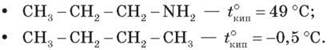 • CH₃–CH₂–CH₂–NH₂ — t°кип = 49 °C;
• CH₃–CH₂–CH₂–CH₃ — t°кип = –0,5 °C.